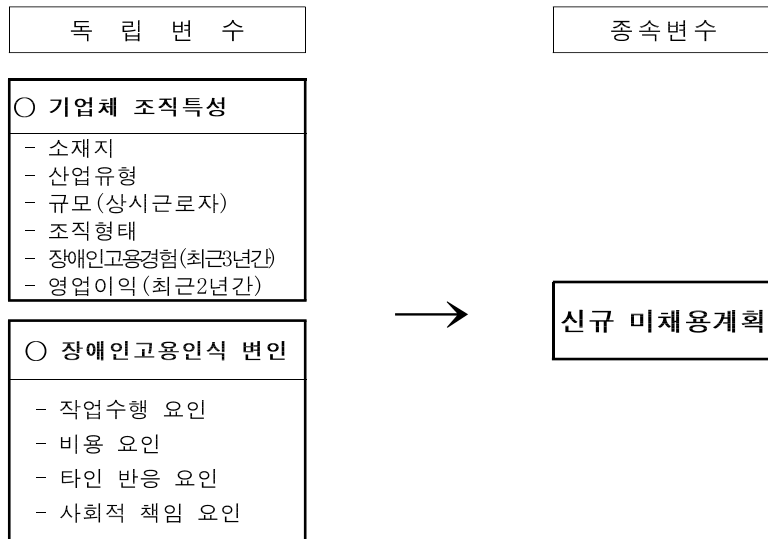 독 립 변 수
종속변수
○ 기업체 조직특성
- 소재지
- 산업유형
- 규모(상시근로자)
- 조직형태
- 장애인고용경험(최근3년간)
- 영업이익(최근2년간)
신규 미채용계획
○ 장애인고용인식 변인
- 작업수행 요인
- 비용 요인
- 타인 반응 요인
- 사회적 책임 요인